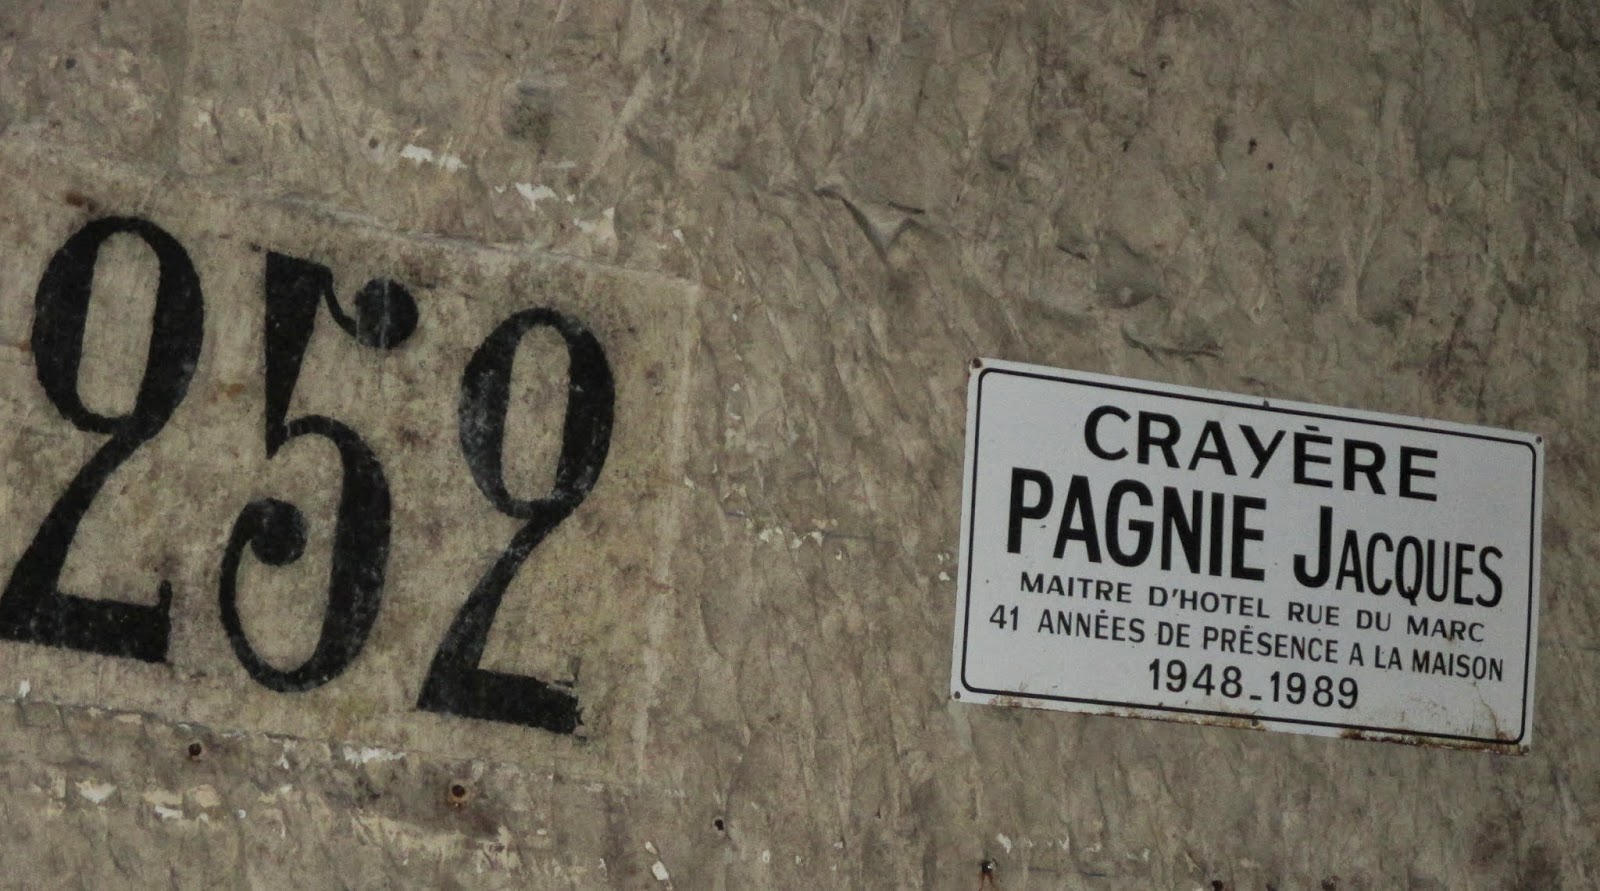 252
CRAYÈRE
PAGNIE JACQUES
MAITRE D'HOTEL RUE DU MARC
41 ANNÉES DE PRÉSENCE A LA MAISON
1948-1989